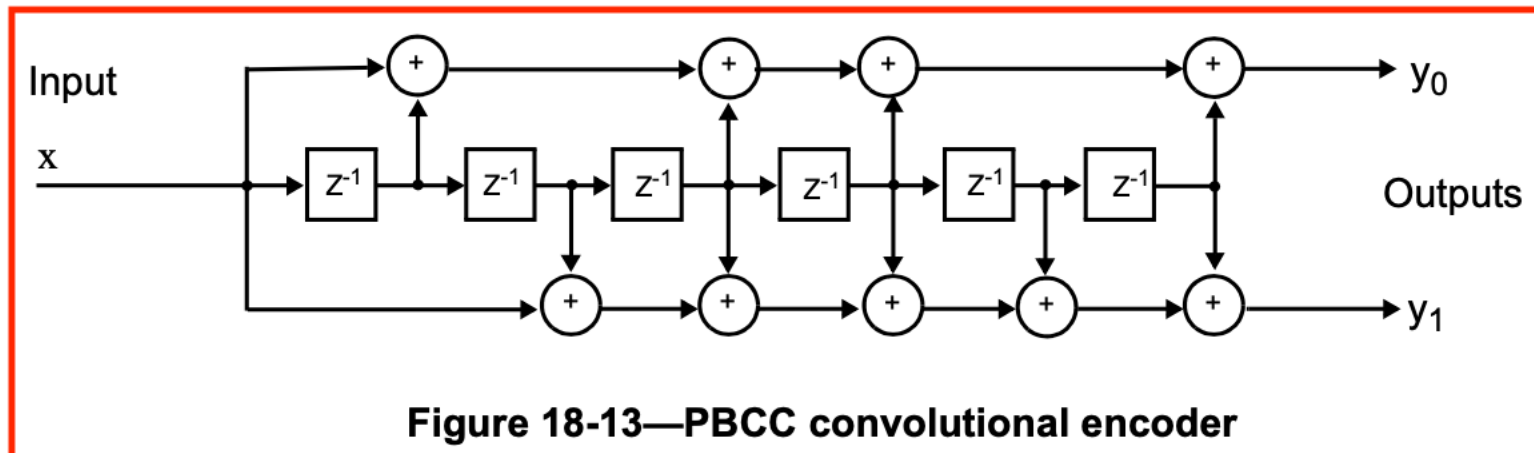 + + + +
Input y₀
x z⁻¹ z⁻¹ z⁻¹ z⁻¹ z⁻¹ z⁻¹ Outputs
+ + + + + y₁
Figure 18-13—PBCC convolutional encoder